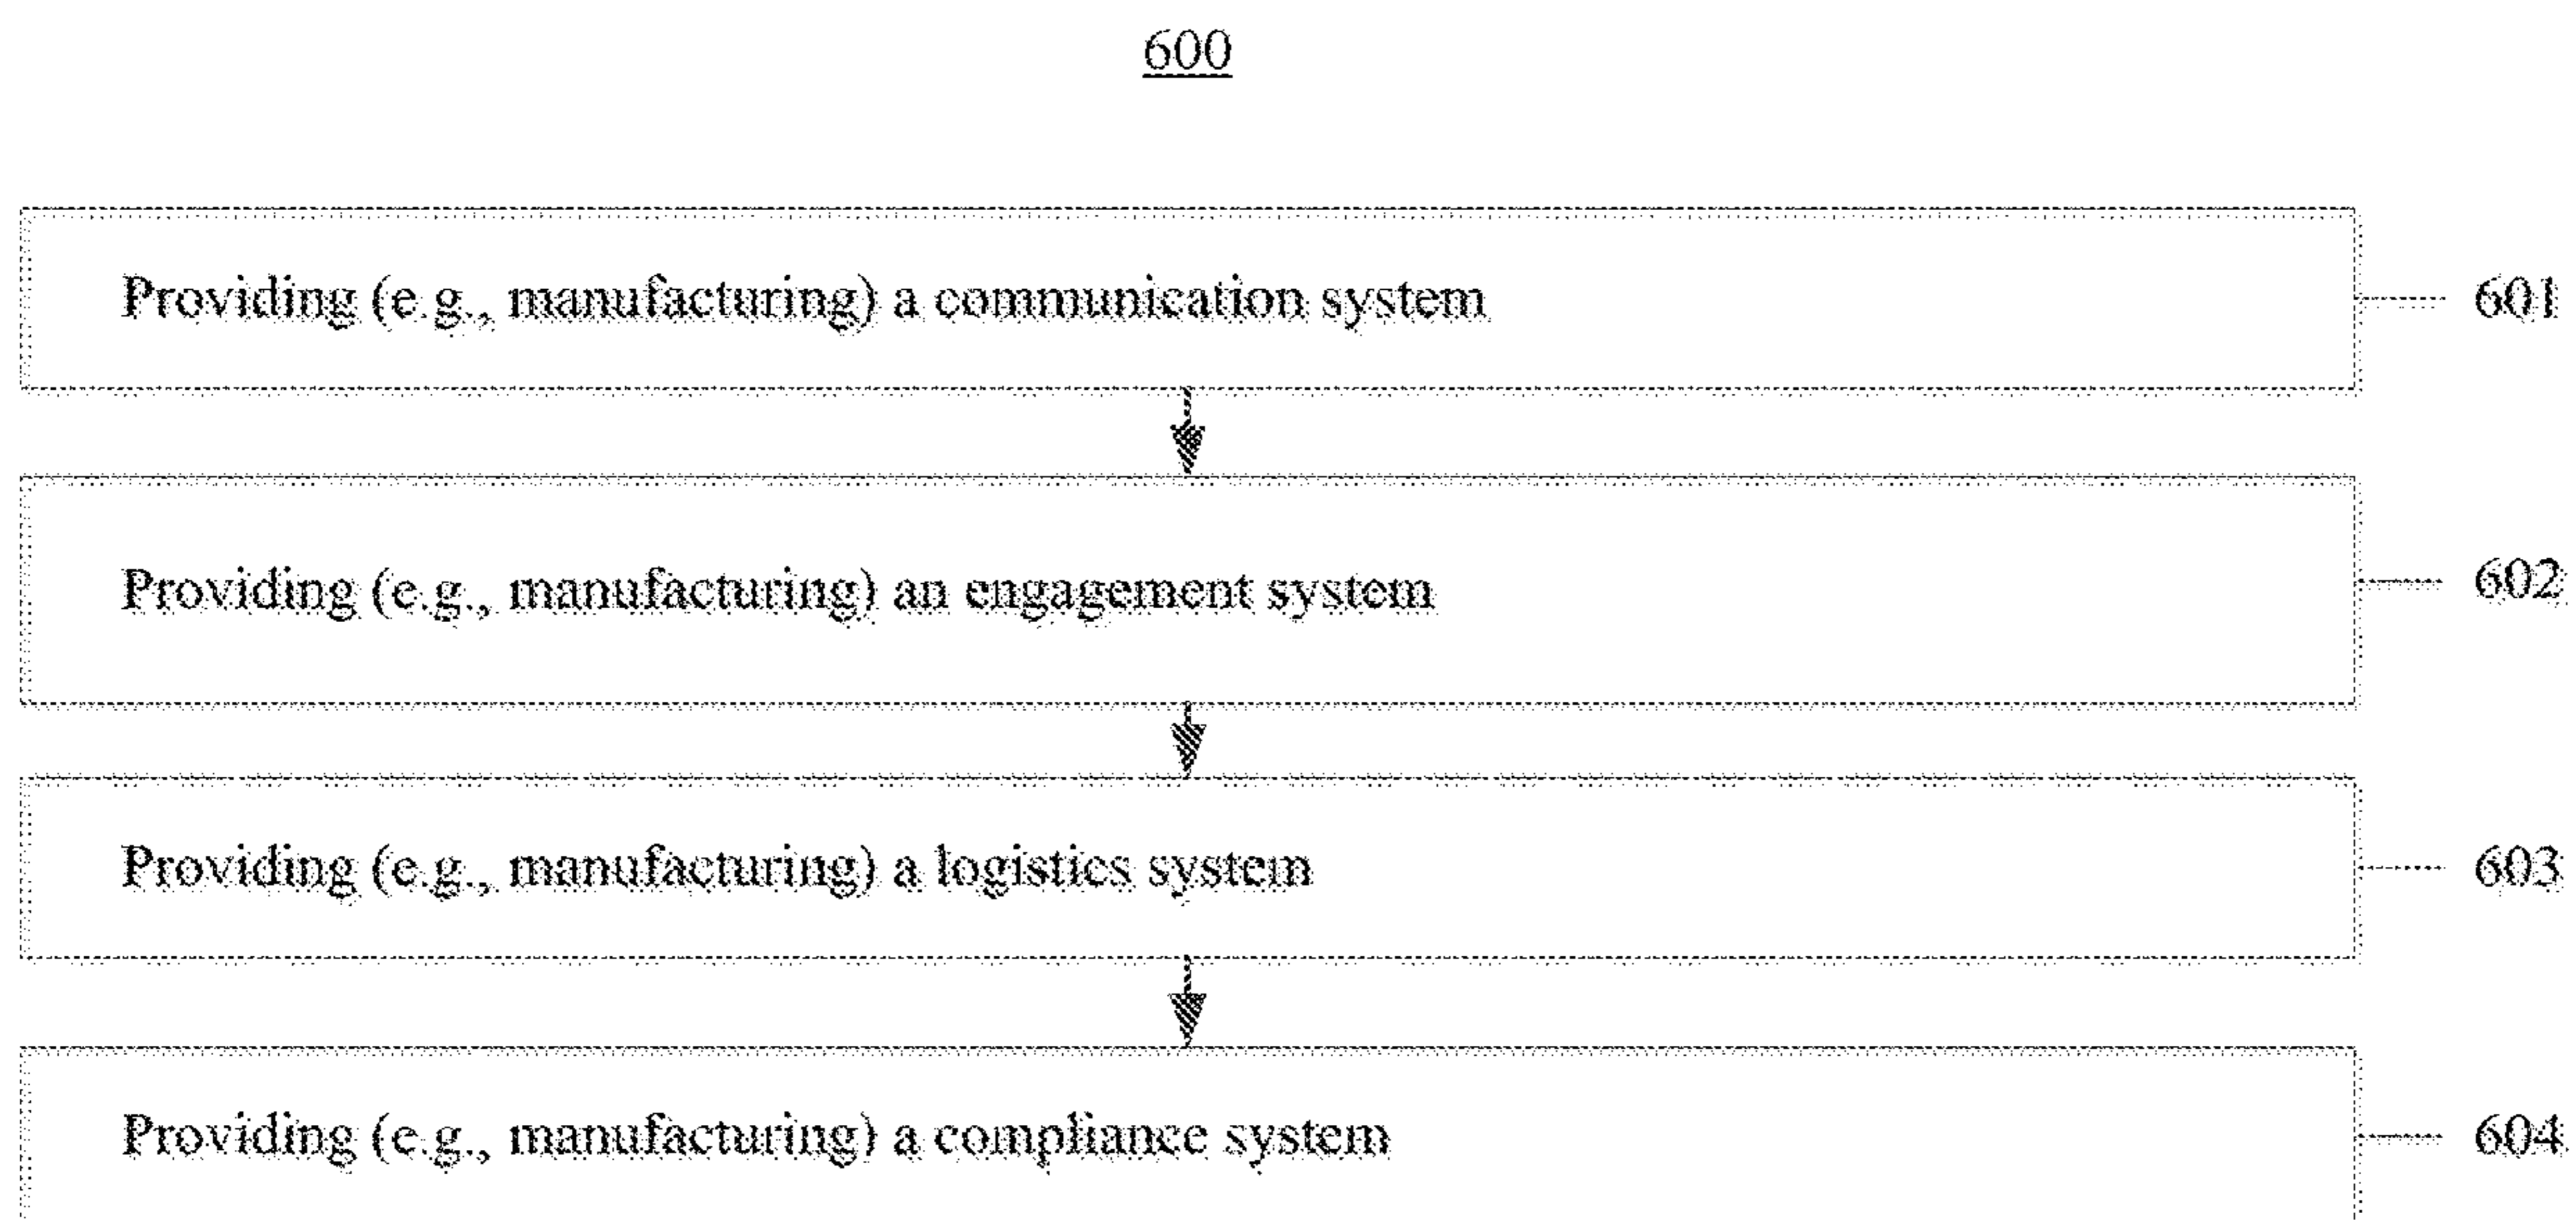 600
Providing (e.g., manufacturing) a communication system
601
Providing (e.g., manufacturing) an engagement system
602
Providing (e.g., manufacturing) a logistics system
603
Providing (e.g., manufacturing) a compliance system
604